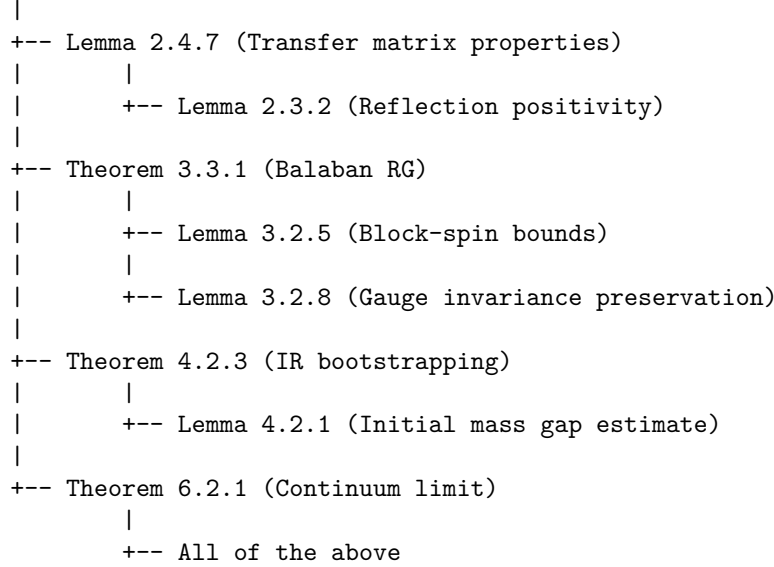 |
+-- Lemma 2.4.7 (Transfer matrix properties)
|       |
|       +-- Lemma 2.3.2 (Reflection positivity)
|
+-- Theorem 3.3.1 (Balaban RG)
|       |
|       +-- Lemma 3.2.5 (Block-spin bounds)
|       |
|       +-- Lemma 3.2.8 (Gauge invariance preservation)
|
+-- Theorem 4.2.3 (IR bootstrapping)
|       |
|       +-- Lemma 4.2.1 (Initial mass gap estimate)
|
+-- Theorem 6.2.1 (Continuum limit)
        |
        +-- All of the above